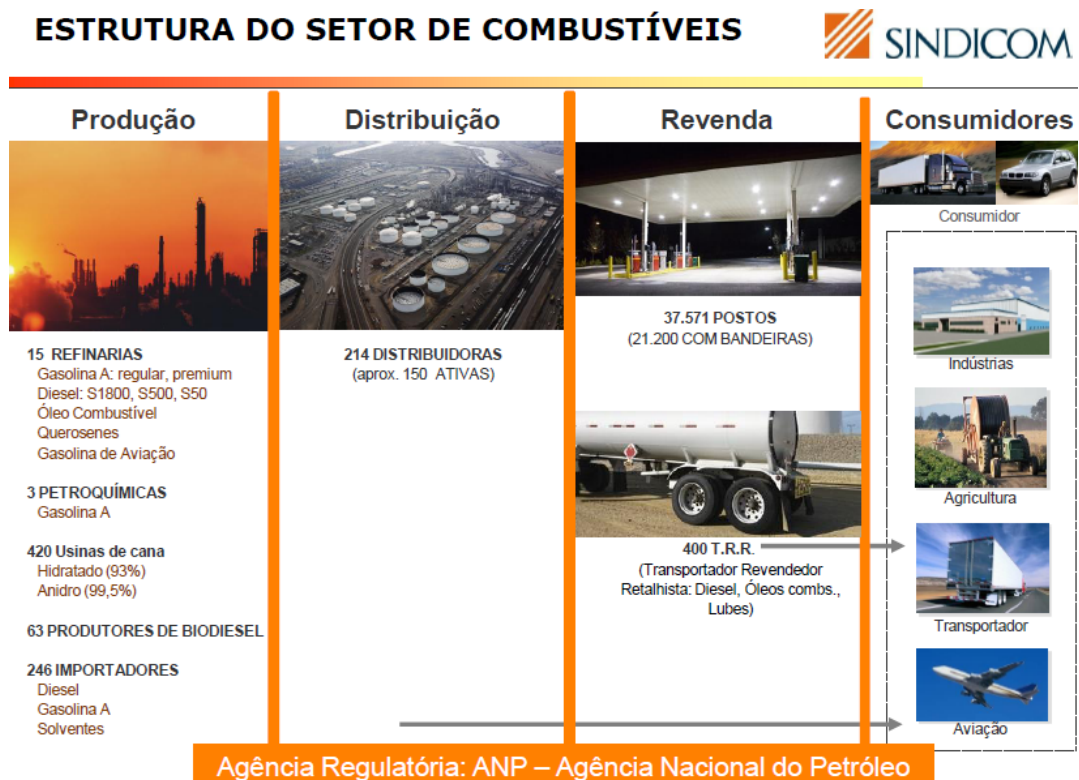 ESTRUTURA DO SETOR DE COMBUSTÍVEIS
SINDICOM
Produção
15 REFINARIAS
Gasolina A: regular, premium
Diesel: S1800, S500, S50
Óleo Combustível
Querosenes
Gasolina de Aviação
3 PETROQUÍMICAS
Gasolina A
420 Usinas de cana
Hidratado (93%)
Anidro (99,5%)
63 PRODUTORES DE BIODIESEL
246 IMPORTADORES
Diesel
Gasolina A
Solventes
Distribuição
214 DISTRIBUIDORAS
(aprox. 150 ATIVAS)
Revenda
37.571 POSTOS
(21.200 COM BANDEIRAS)
400 T.R.R.
(Transportador Revendedor
Retalhista: Diesel, Óleos combs.,
Lubes)
Consumidores
Consumidor
Indústrias
Agricultura
Transportador
Aviação
Agência Regulatória: ANP – Agência Nacional do Petróleo